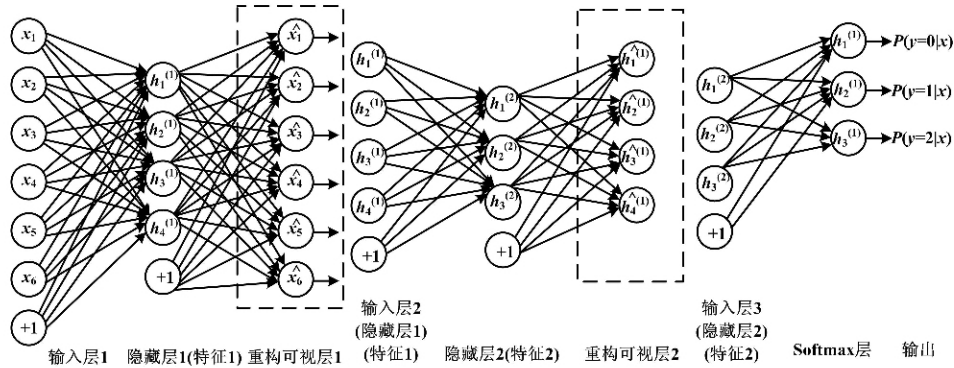 x₁
x₂
x₃
x₄
x₅
x₆
+1
h₁⁽¹⁾
h₂⁽¹⁾
h₃⁽¹⁾
h₄⁽¹⁾
+1
x̂₁
x̂₂
x̂₃
x̂₄
x̂₅
x̂₆
h₁⁽¹⁾
h₂⁽¹⁾
h₃⁽¹⁾
h₄⁽¹⁾
+1
h₁⁽²⁾
h₂⁽²⁾
h₃⁽²⁾
+1
ĥ₁⁽¹⁾
ĥ₂⁽¹⁾
ĥ₃⁽¹⁾
ĥ₄⁽¹⁾
h₁⁽²⁾
h₂⁽²⁾
h₃⁽²⁾
+1
h₁⁽¹⁾ P(y=0|x)
h₂⁽¹⁾ P(y=1|x)
h₃⁽¹⁾ P(y=2|x)
输入层1
隐藏层1(特征1)
重构可视层1
输入层2
(隐藏层1)
(特征1)
隐藏层2(特征2)
重构可视层2
输入层3
(隐藏层2)
(特征2)
Softmax层
输出